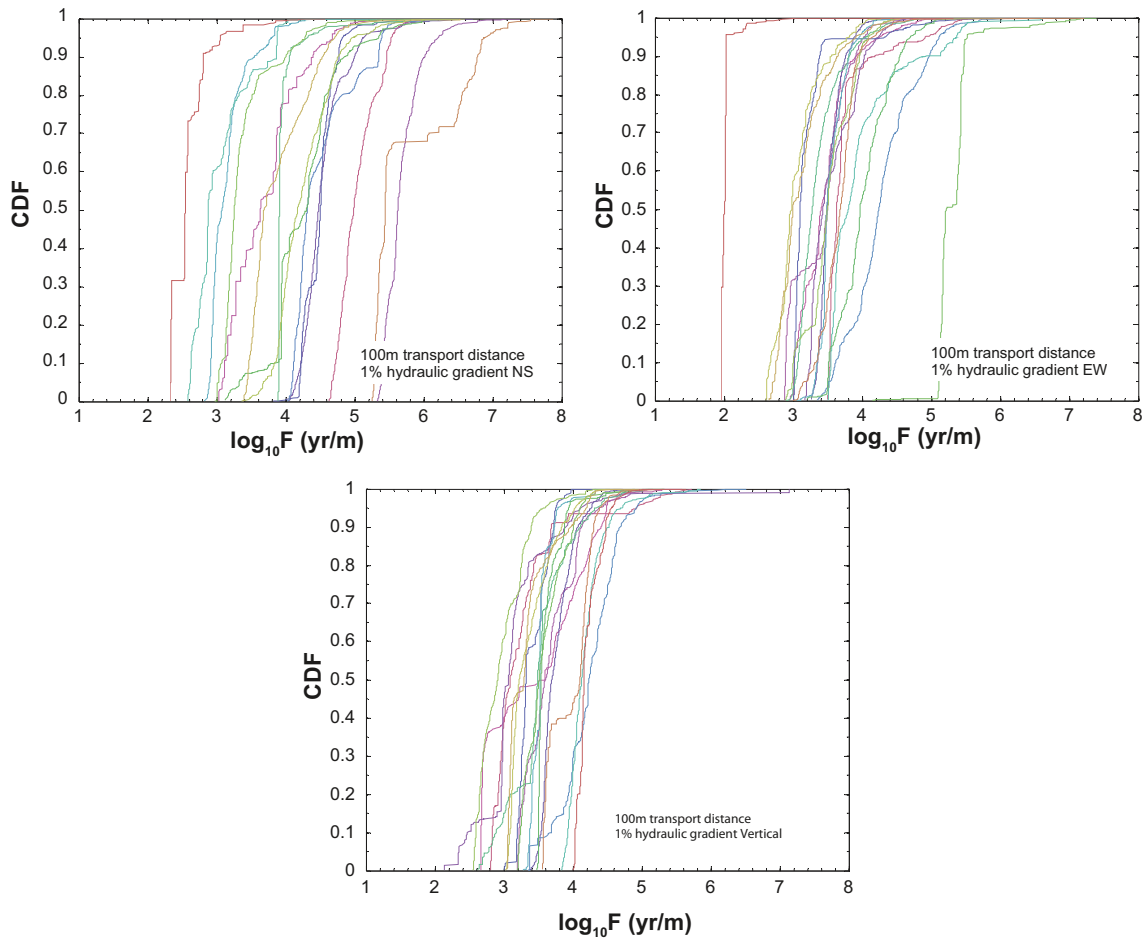 1
0.9
0.8
0.7
0.6
0.5
0.4
0.3
0.2
0.1
0
CDF
100m transport distance
1% hydraulic gradient NS
1 2 3 4 5 6 7 8
log10F (yr/m)
1
0.9
0.8
0.7
0.6
0.5
0.4
0.3
0.2
0.1
0
CDF
100m transport distance
1% hydraulic gradient EW
1 2 3 4 5 6 7 8
log10F (yr/m)
1
0.9
0.8
0.7
0.6
0.5
0.4
0.3
0.2
0.1
0
CDF
100m transport distance
1% hydraulic gradient Vertical
1 2 3 4 5 6 7 8
log10F (yr/m)